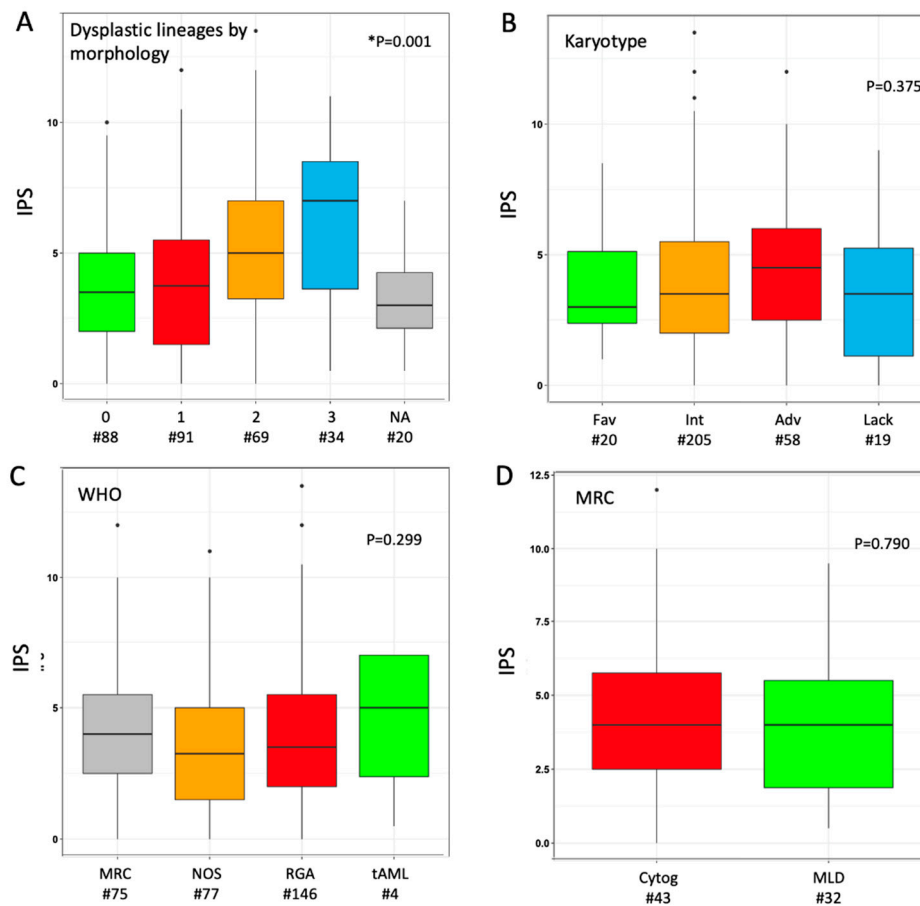 A
Dysplastic lineages by
morphology
*P=0.001
IPS
10
5
0
0 1 2 3 NA
#88 #91 #69 #34 #20
B
Karyotype
P=0.375
IPS
10
5
0
Fav Int Adv Lack
#20 #205 #58 #19
C
WHO
P=0.299
IPS
10
5
0
MRC NOS RGA tAML
#75 #77 #146 #4
D
MRC
P=0.790
IPS
12.5
10.0
7.5
5.0
2.5
0.0
Cytog MLD
#43 #32